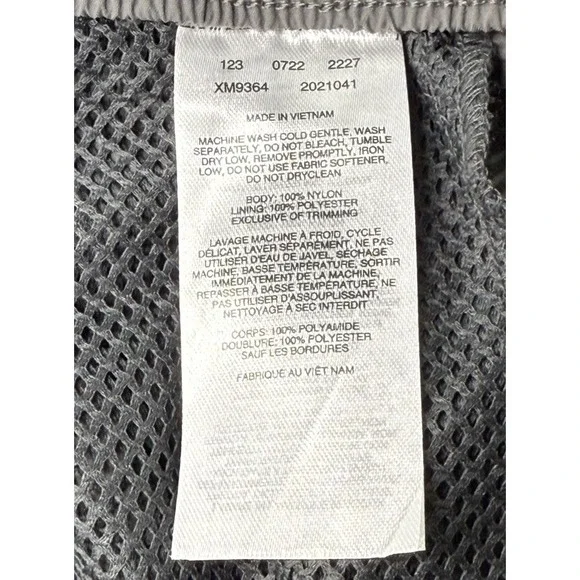 123 0722 2227
XM9364 2021041
MADE IN VIETNAM
MACHINE WASH COLD GENTLE, WASH
SEPARATELY, DO NOT BLEACH, TUMBLE
DRY LOW, REMOVE PROMPTLY, IRON
LOW, DO NOT USE FABRIC SOFTENER,
DO NOT DRYCLEAN
BODY: 100% NYLON
LINING: 100% POLYESTER
EXCLUSIVE OF TRIMMING
LAVAGE MACHINE À FROID, CYCLE
DÉLICAT, LAVER SÉPARÉMENT, NE PAS
UTILISER D'EAU DE JAVEL, SÉCHAGE
MACHINE, BASSE TEMPÉRATURE, SORTIR
IMMÉDIATEMENT DE LA MACHINE,
REPASSER À BASSE TEMPÉRATURE, NE
PAS UTILISER D'ASSOUPLISSANT,
NETTOYAGE À SEC INTERDIT
CORPS: 100% POLYAMIDE
DOUBLURE: 100% POLYESTER
SAUF LES BORDURES
FABRIQUÉ AU VIÊT NAM